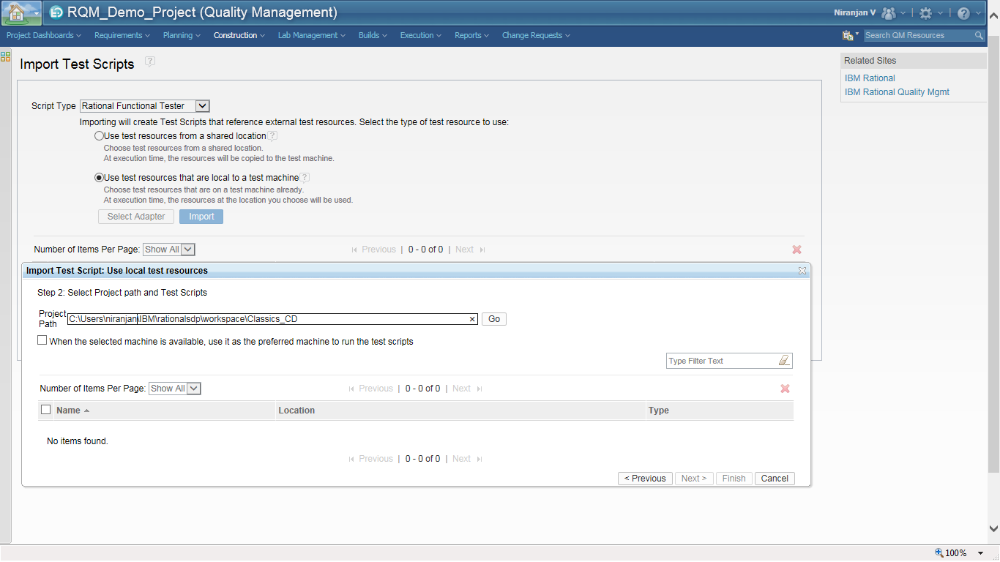 RQM_Demo_Project (Quality Management)
Niranjan V
Project Dashboards Requirements Planning Construction Lab Management Builds Execution Reports Change Requests
Search QM Resources
Import Test Scripts ?
Related Sites
IBM Rational
IBM Rational Quality Mgmt
Script Type Rational Functional Tester
Importing will create Test Scripts that reference external test resources. Select the type of test resource to use:
Use test resources from a shared location ?
Choose test resources from a shared location.
At execution time, the resources will be copied to the test machine.
Use test resources that are local to a test machine ?
Choose test resources that are on a test machine already.
At execution time, the resources at the location you choose will be used.
Select Adapter Import
Number of Items Per Page: Show All Previous | 0 - 0 of 0 | Next
Import Test Script: Use local test resources
Step 2: Select Project path and Test Scripts
Project Path C:\Users\niranjan\IBM\rationalsdp\workspace\Classics_CD × Go
When the selected machine is available, use it as the preferred machine to run the test scripts
Type Filter Text
Number of Items Per Page: Show All Previous | 0 - 0 of 0 | Next
Name Location Type
No items found.
Previous | 0 - 0 of 0 | Next
< Previous Next > Finish Cancel
100%